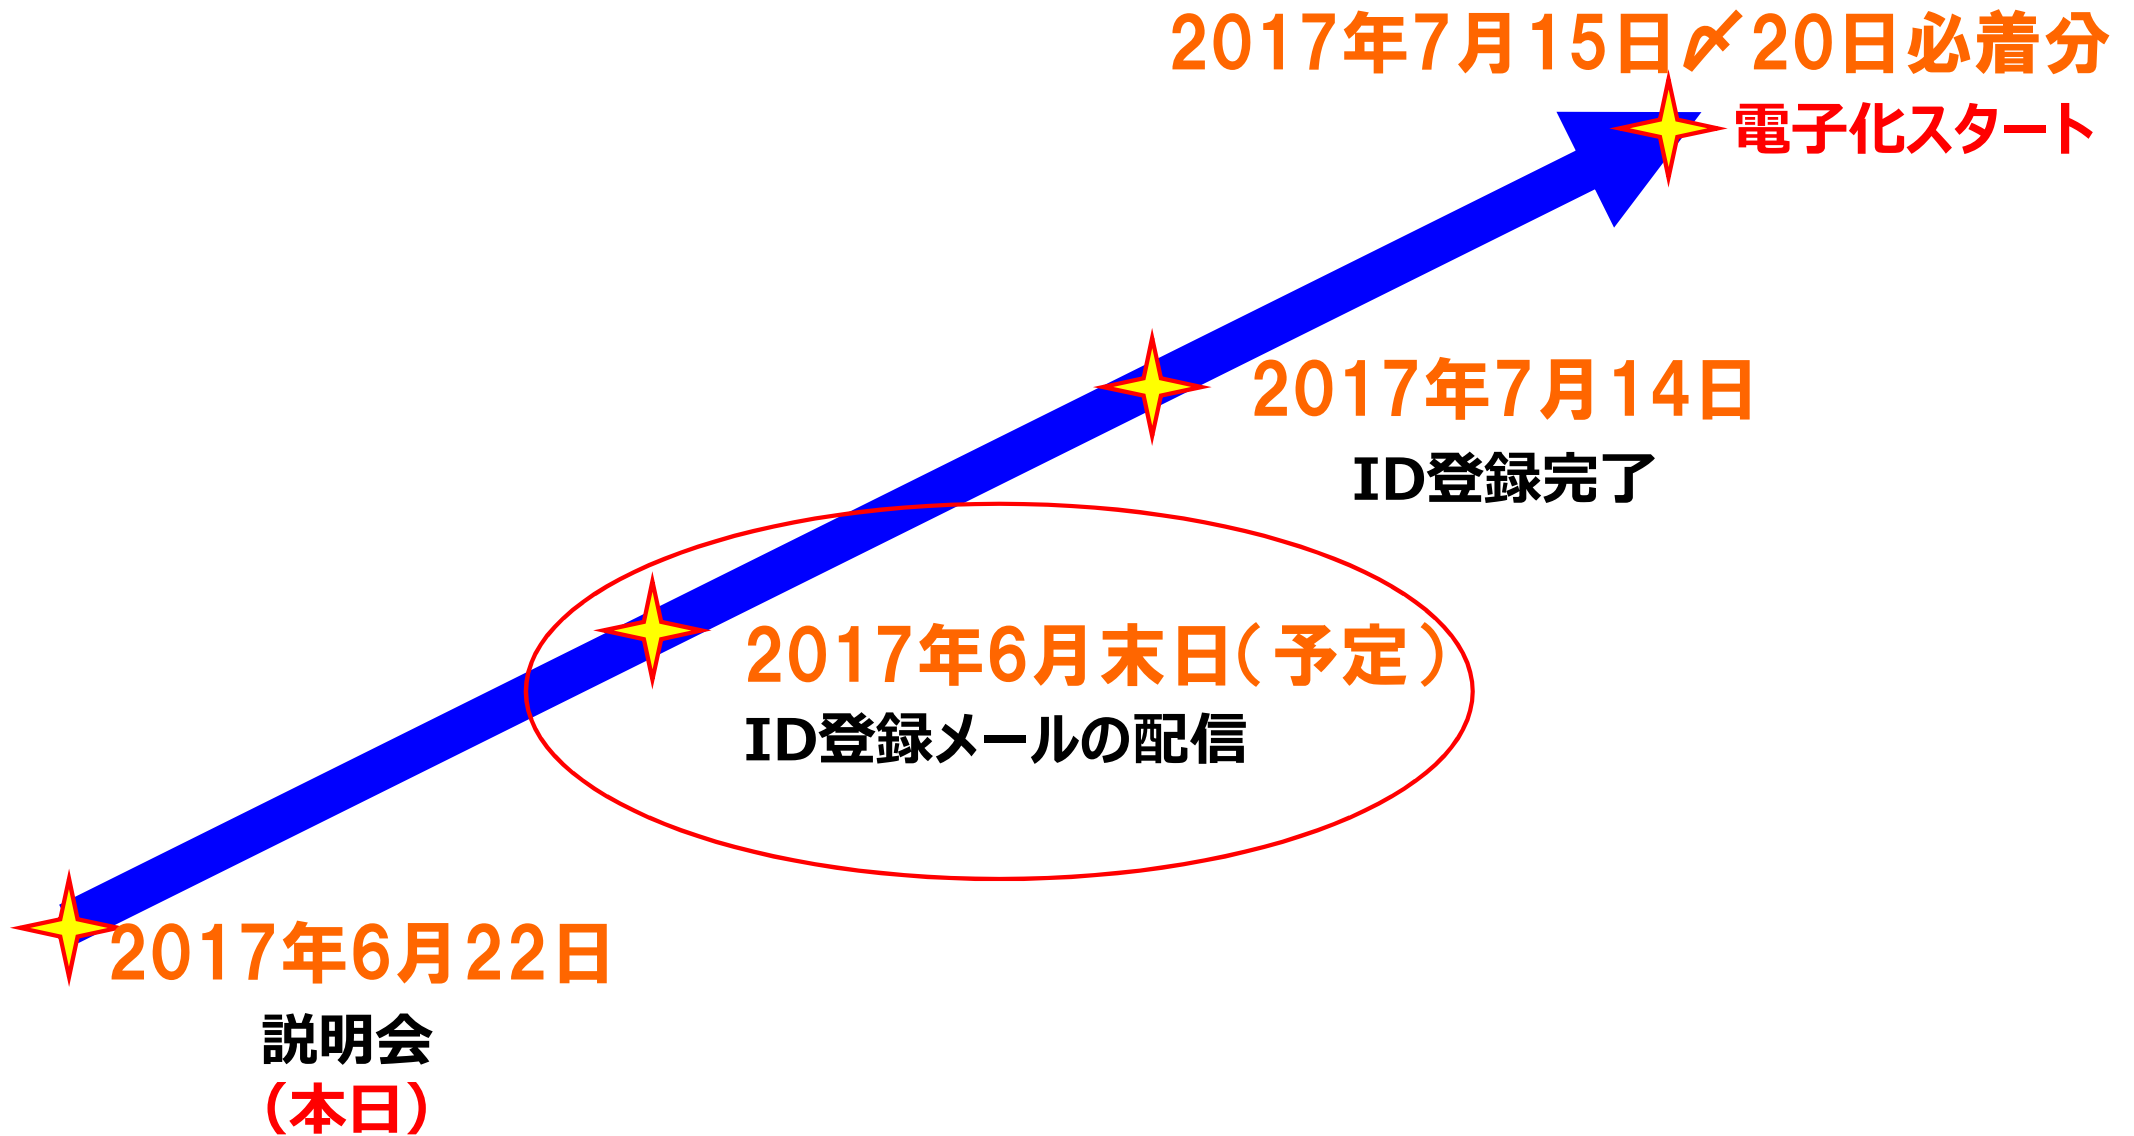 2017年7月15日〆20日必着分
電子化スタート
2017年7月14日
ID登録完了
2017年6月末日(予定)
ID登録メールの配信
2017年6月22日
説明会
(本日)